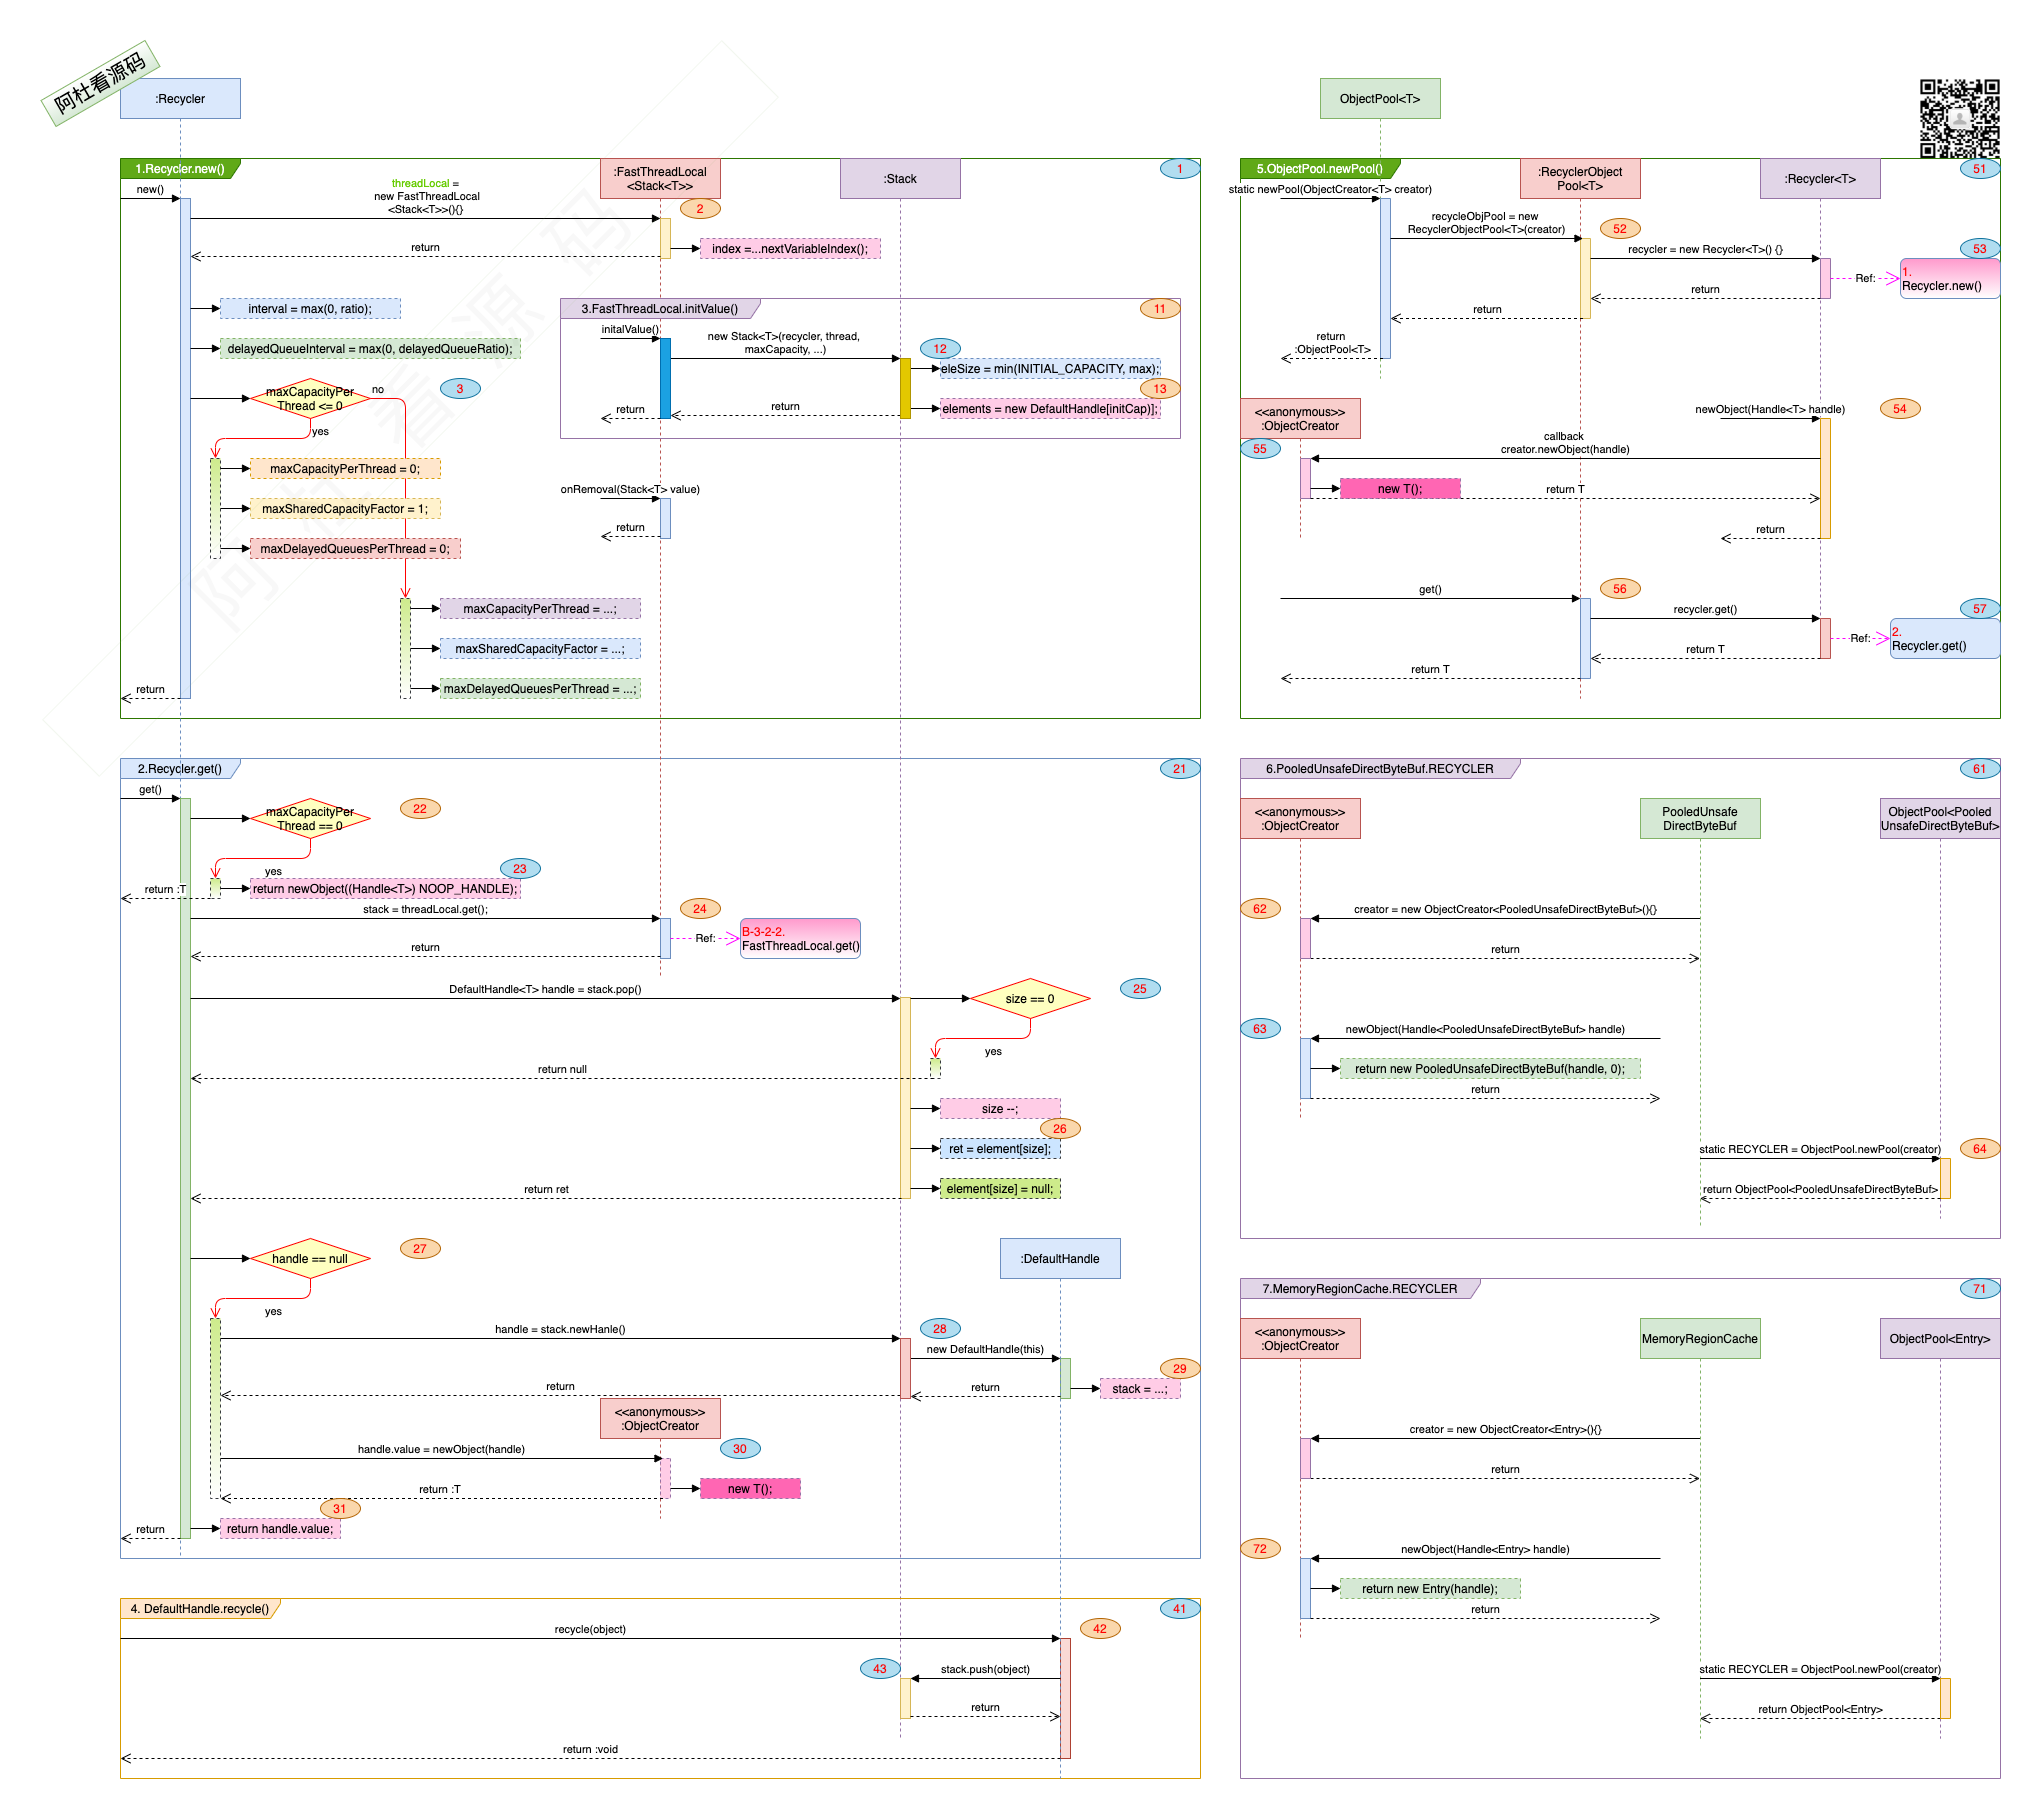 阿杜看源码
:Recycler
1.Recycler.new()
new()
threadLocal =
new FastThreadLocal
<Stack<T>>(){}
:FastThreadLocal
<Stack<T>>
:Stack
1
2
return
index =...nextVariableIndex();
interval = max(0, ratio);
delayedQueueInterval = max(0, delayedQueueRatio);
maxCapacityPer
Thread <= 0
no
3
yes
maxCapacityPerThread = 0;
maxSharedCapacityFactor = 1;
maxDelayedQueuesPerThread = 0;
maxCapacityPerThread = ...;
maxSharedCapacityFactor = ...;
maxDelayedQueuesPerThread = ...;
return
3.FastThreadLocal.initValue()
11
initalValue()
new Stack<T>(recycler, thread,
maxCapacity, ...)
12
eleSize = min(INITIAL_CAPACITY, max);
13
elements = new DefaultHandle[initCap)];
return
return
onRemoval(Stack<T> value)
return
阿杜看源码
2.Recycler.get()
21
get()
maxCapacityPer
Thread == 0
22
yes
23
return :T
return newObject((Handle<T>) NOOP_HANDLE);
stack = threadLocal.get();
24
Ref:
B-3-2-2.
FastThreadLocal.get()
return
DefaultHandle<T> handle = stack.pop()
size == 0
25
yes
return null
size --;
26
ret = element[size];
return ret
element[size] = null;
handle == null
27
:DefaultHandle
yes
handle = stack.newHanle()
28
new DefaultHandle(this)
29
return
return
stack = ...;
<<anonymous>>
:ObjectCreator
handle.value = newObject(handle)
30
new T();
return :T
31
return
return handle.value;
4. DefaultHandle.recycle()
41
recycle(object)
42
43
stack.push(object)
return
return :void
ObjectPool<T>
5.ObjectPool.newPool()
51
static newPool(ObjectCreator<T> creator)
:RecyclerObject
Pool<T>
:Recycler<T>
recycleObjPool = new
RecyclerObjectPool<T>(creator)
52
recycler = new Recycler<T>() {}
53
Ref:
1.
Recycler.new()
return
return
return
:ObjectPool<T>
<<anonymous>>
:ObjectCreator
newObject(Handle<T> handle)
54
55
callback
creator.newObject(handle)
new T();
return T
return
get()
56
recycler.get()
57
Ref:
2.
Recycler.get()
return T
return T
6.PooledUnsafeDirectByteBuf.RECYCLER
61
<<anonymous>>
:ObjectCreator
PooledUnsafe
DirectByteBuf
ObjectPool<Pooled
UnsafeDirectByteBuf>
62
creator = new ObjectCreator<PooledUnsafeDirectByteBuf>(){}
return
63
newObject(Handle<PooledUnsafeDirectByteBuf> handle)
return new PooledUnsafeDirectByteBuf(handle, 0);
return
static RECYCLER = ObjectPool.newPool(creator)
64
return ObjectPool<PooledUnsafeDirectByteBuf>
7.MemoryRegionCache.RECYCLER
71
<<anonymous>>
:ObjectCreator
MemoryRegionCache
ObjectPool<Entry>
creator = new ObjectCreator<Entry>(){}
return
72
newObject(Handle<Entry> handle)
return new Entry(handle);
return
static RECYCLER = ObjectPool.newPool(creator)
return ObjectPool<Entry>